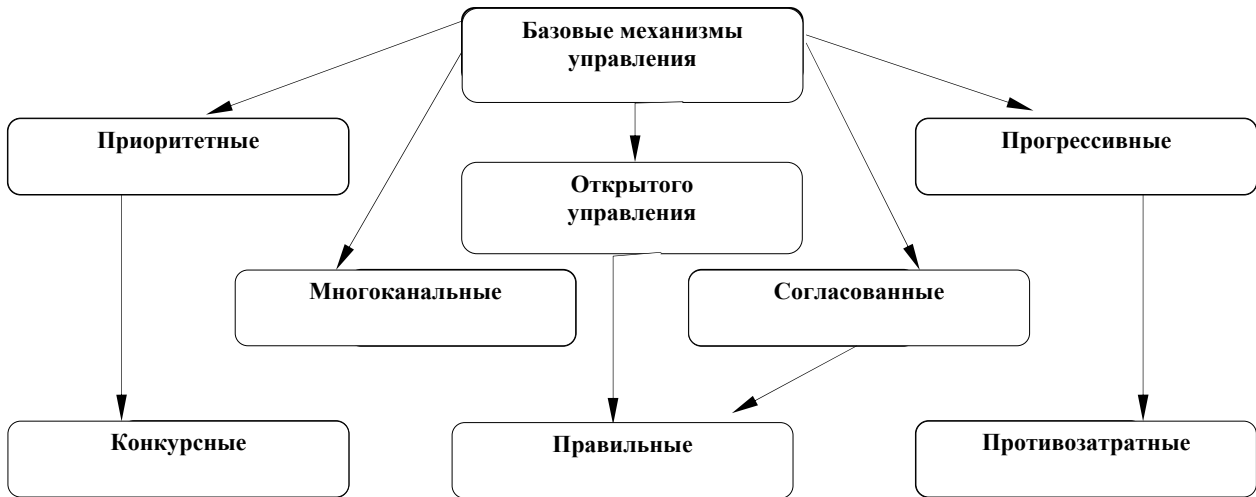 Базовые механизмы
управления
Приоритетные
Прогрессивные
Открытого
управления
Многоканальные
Согласованные
Конкурсные
Правильные
Противозатратные